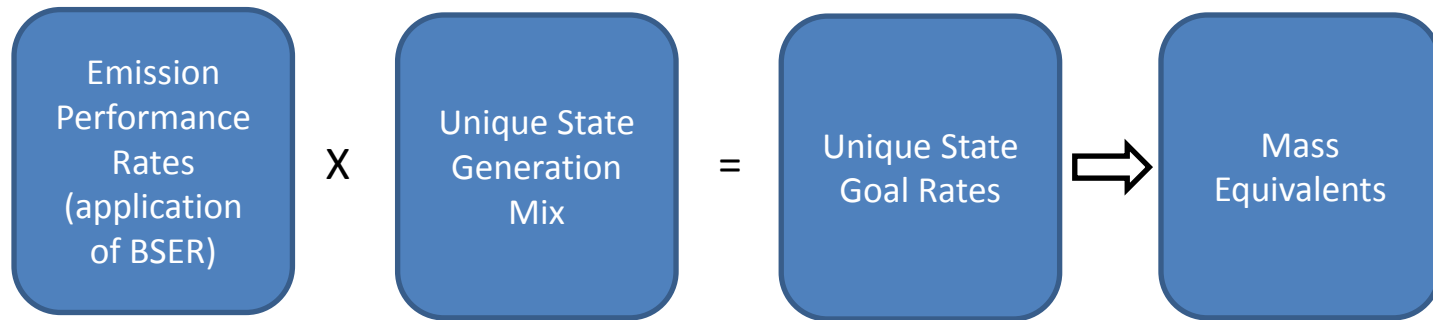 Emission
Performance
Rates
(application
of BSER)
X
Unique State
Generation
Mix
=
Unique State
Goal Rates
Mass
Equivalents